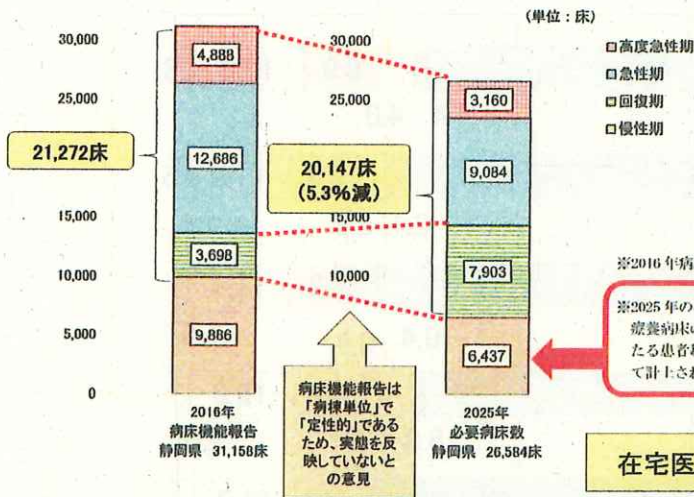 (単位：床)
30,000
25,000
15,000
10,000
5,000
0
4,888
12,686
3,698
9,886
21,272床
2016年
病床機能報告
静岡県 31,158床
30,000
25,000
15,000
10,000
20,147床
(5.3%減)
3,160
9,084
7,903
6,437
2025年
必要病床数
静岡県 26,584床
病床機能報告は
「病棟単位」で
「定性的」である
ため、実態を反
映していないと
の意見
高度急性期
急性期
回復期
慢性期
※2016年病
※2025年の
療養病床の
たる患者
て計上され
在宅医